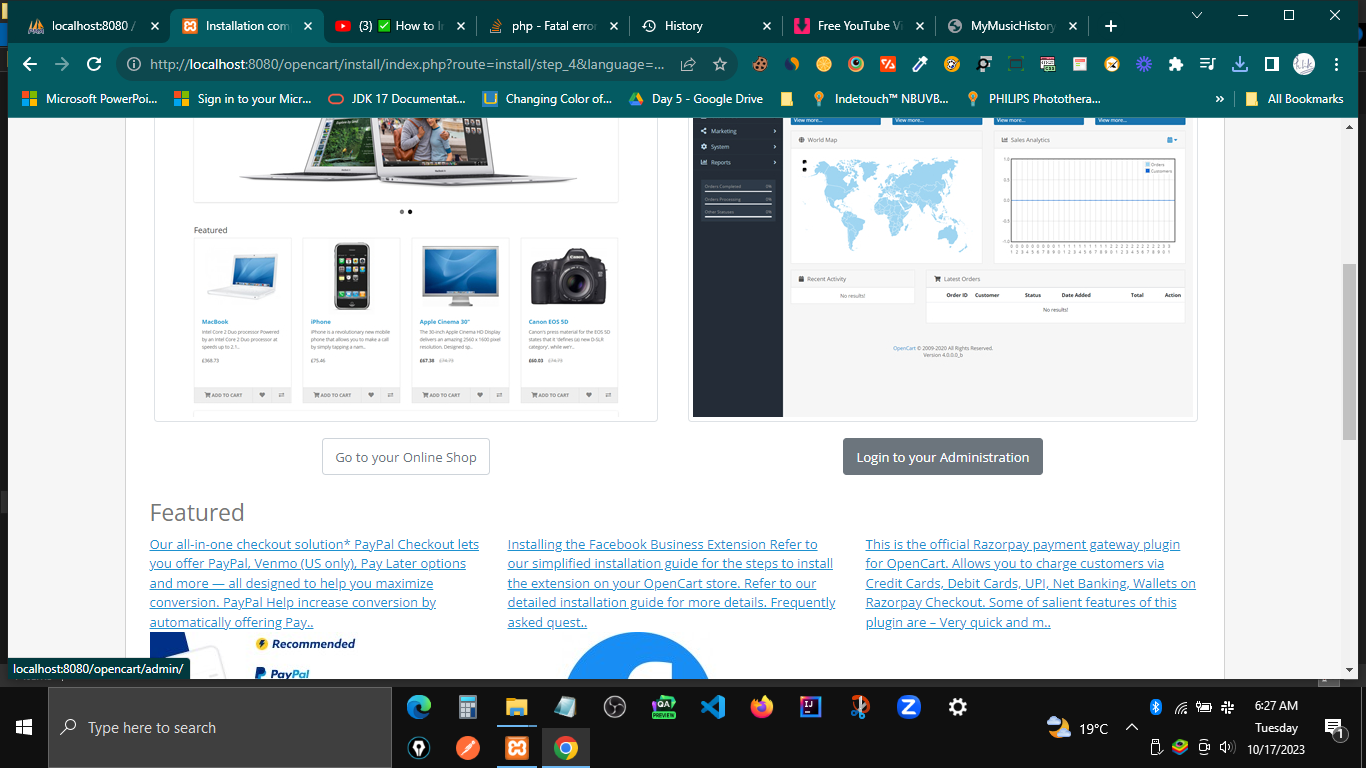 localhost:8080 /
Installation com
(3) ✅ How to In
php - Fatal error
History
Free YouTube Vi
MyMusicHistory
http://localhost:8080/opencart/install/index.php?route=install/step_4&language=...
Microsoft PowerPoi...
Sign in to your Micr...
JDK 17 Documentat...
Changing Color of...
Day 5 - Google Drive
Indetouch™ NBUVB...
PHILIPS Photothera...
»
All Bookmarks
Featured
MacBook
Intel Core 2 Duo processor Powered
by an Intel Core 2 Duo processor at
speeds up to 2.1..
£368.73
ADD TO CART
iPhone
iPhone is a revolutionary new mobile
phone that allows you to make a call
by simply tapping a nam..
£75.46
ADD TO CART
Apple Cinema 30"
The 30-inch Apple Cinema HD Display
delivers an amazing 2560 x 1600 pixel
resolution. Designed sp..
£67.38 £74.73
ADD TO CART
Canon EOS 5D
Canon's press material for the EOS 5D
states that it 'defines (a) new D-SLR
category', while we'r..
£60.03 £74.73
ADD TO CART
Marketing
System
Reports
Orders Completed 0%
Orders Processing 0%
Other Statuses 0%
View more...
View more...
View more...
View more...
World Map
Sales Analytics
Orders
Customers
1.0
0.5
0.0
-0.5
-1.0
Recent Activity
No results!
Latest Orders
Order ID Customer Status Date Added Total Action
No results!
OpenCart © 2009-2020 All Rights Reserved.
Version 4.0.0.0_b
Go to your Online Shop
Login to your Administration
Featured
Our all-in-one checkout solution* PayPal Checkout lets
you offer PayPal, Venmo (US only), Pay Later options
and more — all designed to help you maximize
conversion. PayPal Help increase conversion by
automatically offering Pay..
Installing the Facebook Business Extension Refer to
our simplified installation guide for the steps to install
the extension on your OpenCart store. Refer to our
detailed installation guide for more details. Frequently
asked quest..
This is the official Razorpay payment gateway plugin
for OpenCart. Allows you to charge customers via
Credit Cards, Debit Cards, UPI, Net Banking, Wallets on
Razorpay Checkout. Some of salient features of this
plugin are – Very quick and m..
Recommended
PayPal
localhost:8080/opencart/admin/
Type here to search
19°C
6:27 AM
Tuesday
10/17/2023
1